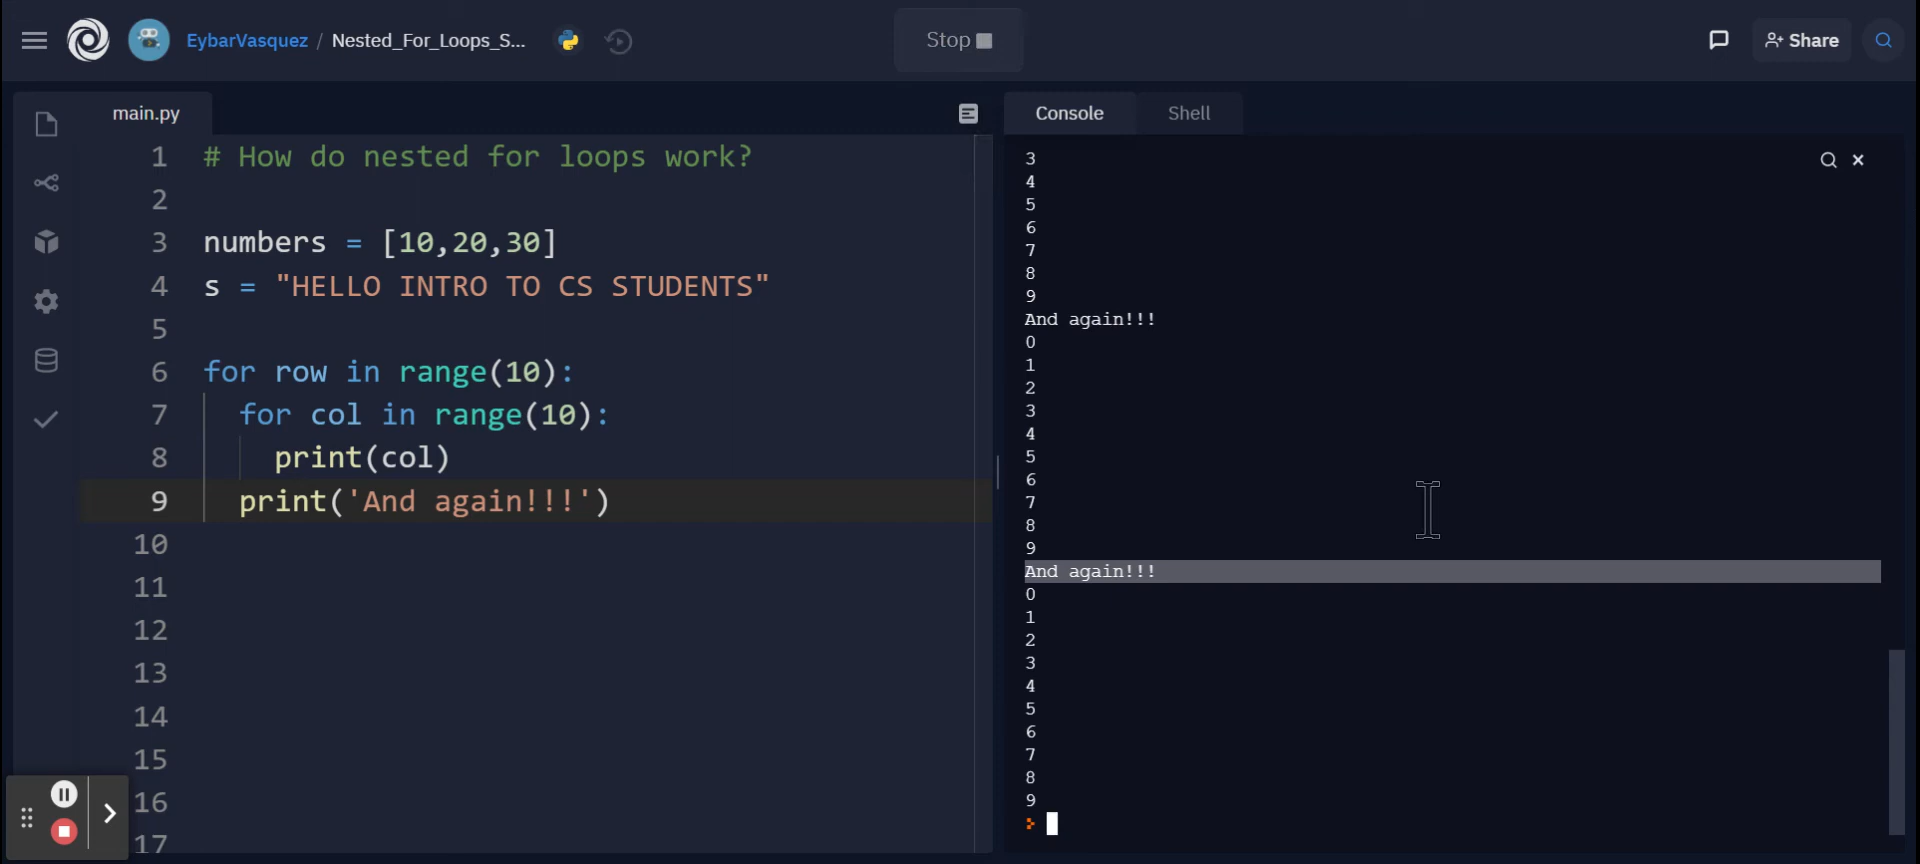 EybarVasquez / Nested_For_Loops_S...
Stop
Share
main.py
1 # How do nested for loops work?
2
3 numbers = [10,20,30]
4 s = "HELLO INTRO TO CS STUDENTS"
5
6 for row in range(10):
7 for col in range(10):
8 print(col)
9 print('And again!!!')
10
11
12
13
14
15
16
17
Console Shell
3
4
5
6
7
8
9
And again!!!
0
1
2
3
4
5
6
7
8
9
And again!!!
0
1
2
3
4
5
6
7
8
9